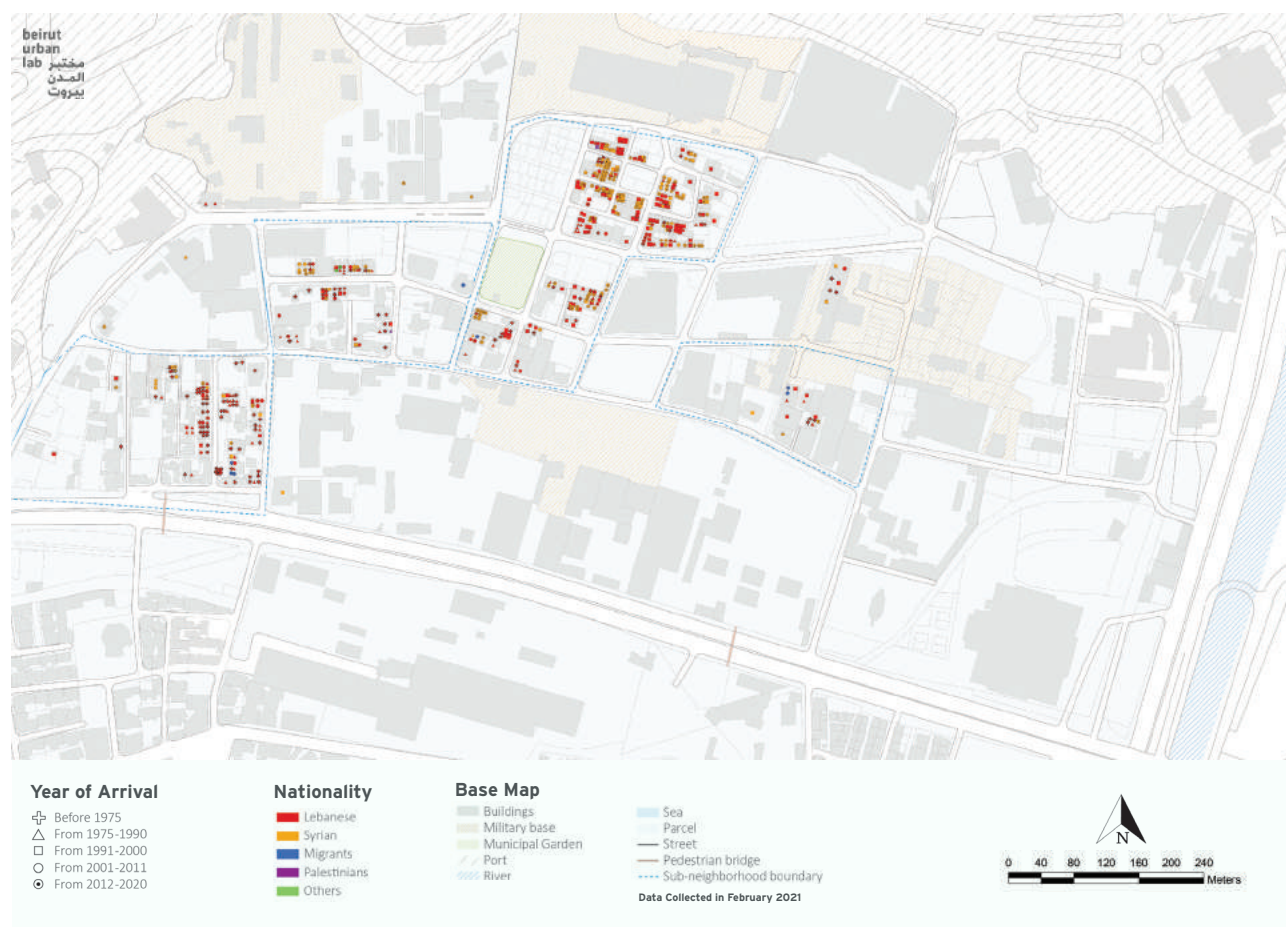 beirut
urban
lab مختبر
المدن
بيروت
Year of Arrival
Before 1975
From 1975-1990
From 1991-2000
From 2001-2011
From 2012-2020
Nationality
Lebanese
Syrian
Migrants
Palestinians
Others
Base Map
Buildings
Military base
Municipal Garden
Port
River
Sea
Parcel
Street
Pedestrian bridge
Sub-neighborhood boundary
Data Collected in February 2021
N
0 40 80 120 160 200 240
Meters